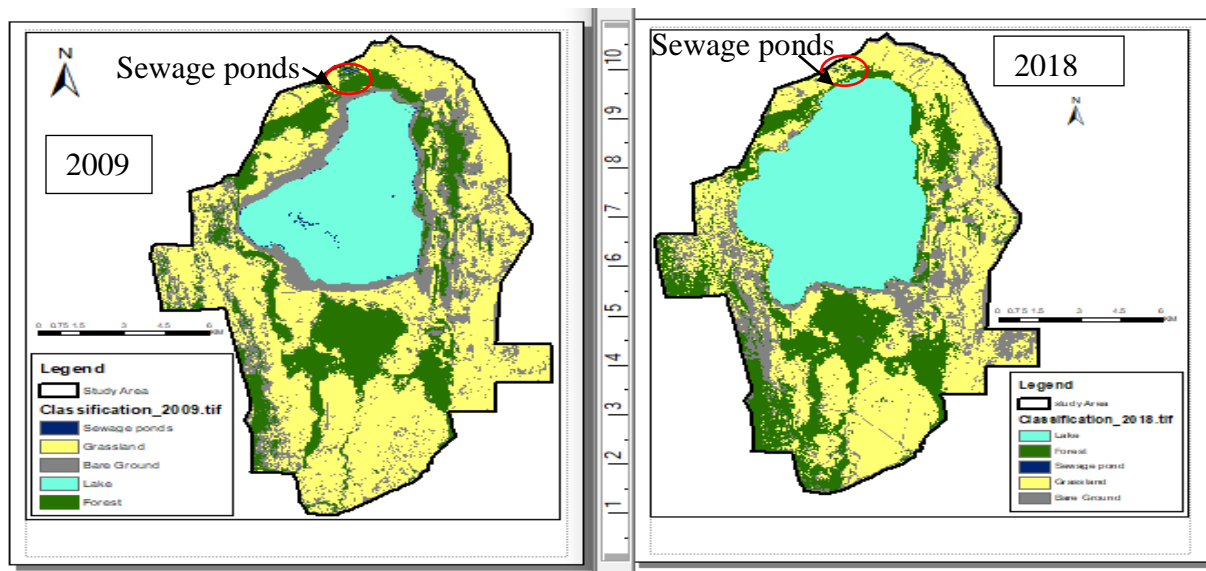 N
Sewage ponds
2009
0 0.75 1.5 3 4.5 6
KM
Legend
Study Area
Classification_2009.tif
Sewage ponds
Grassland
Bare Ground
Lake
Forest
10
9
8
7
6
5
4
3
2
1
Sewage ponds
2018
N
0 0.75 1.5 3 4.5 6
KM
Legend
study Area
Classification_2018.tif
Lake
Forest
Sewage pond
Grassland
Bare Ground